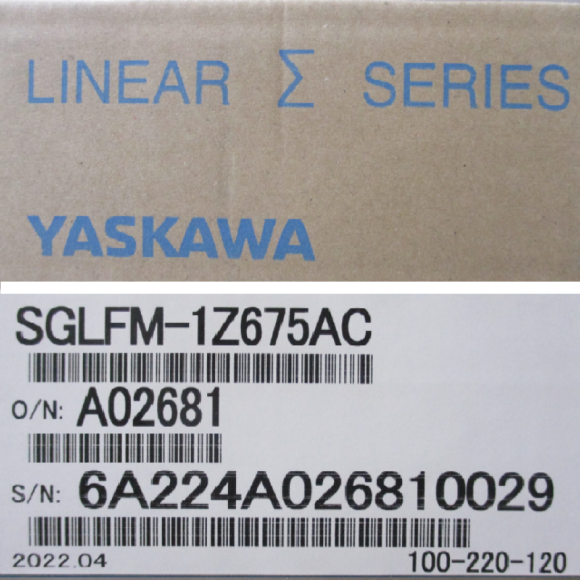 LINEAR Σ SERIES
YASKAWA
SGLFM-1Z675AC
O/N: A02681
S/N: 6A224A026810029
2022.04 100-220-120